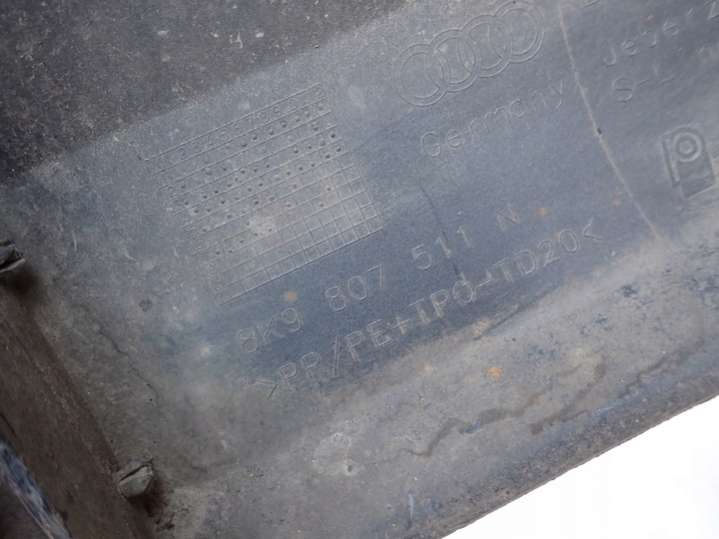 Germany
8K9 807 511 N
>PP/PE+TPO-TD20<